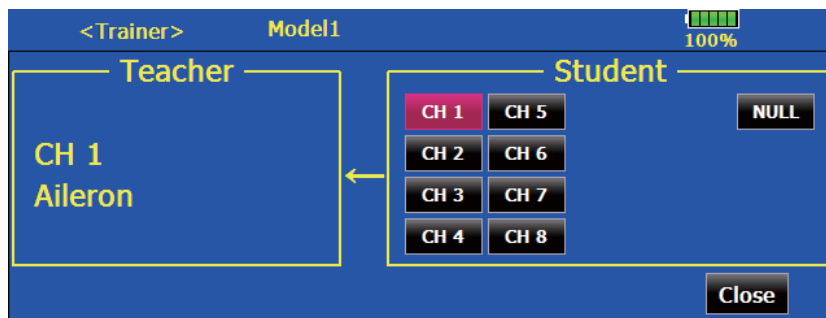 <Trainer> Model1 100%
Teacher
CH 1
Aileron
←
Student
CH 1 CH 5 NULL
CH 2 CH 6
CH 3 CH 7
CH 4 CH 8
Close